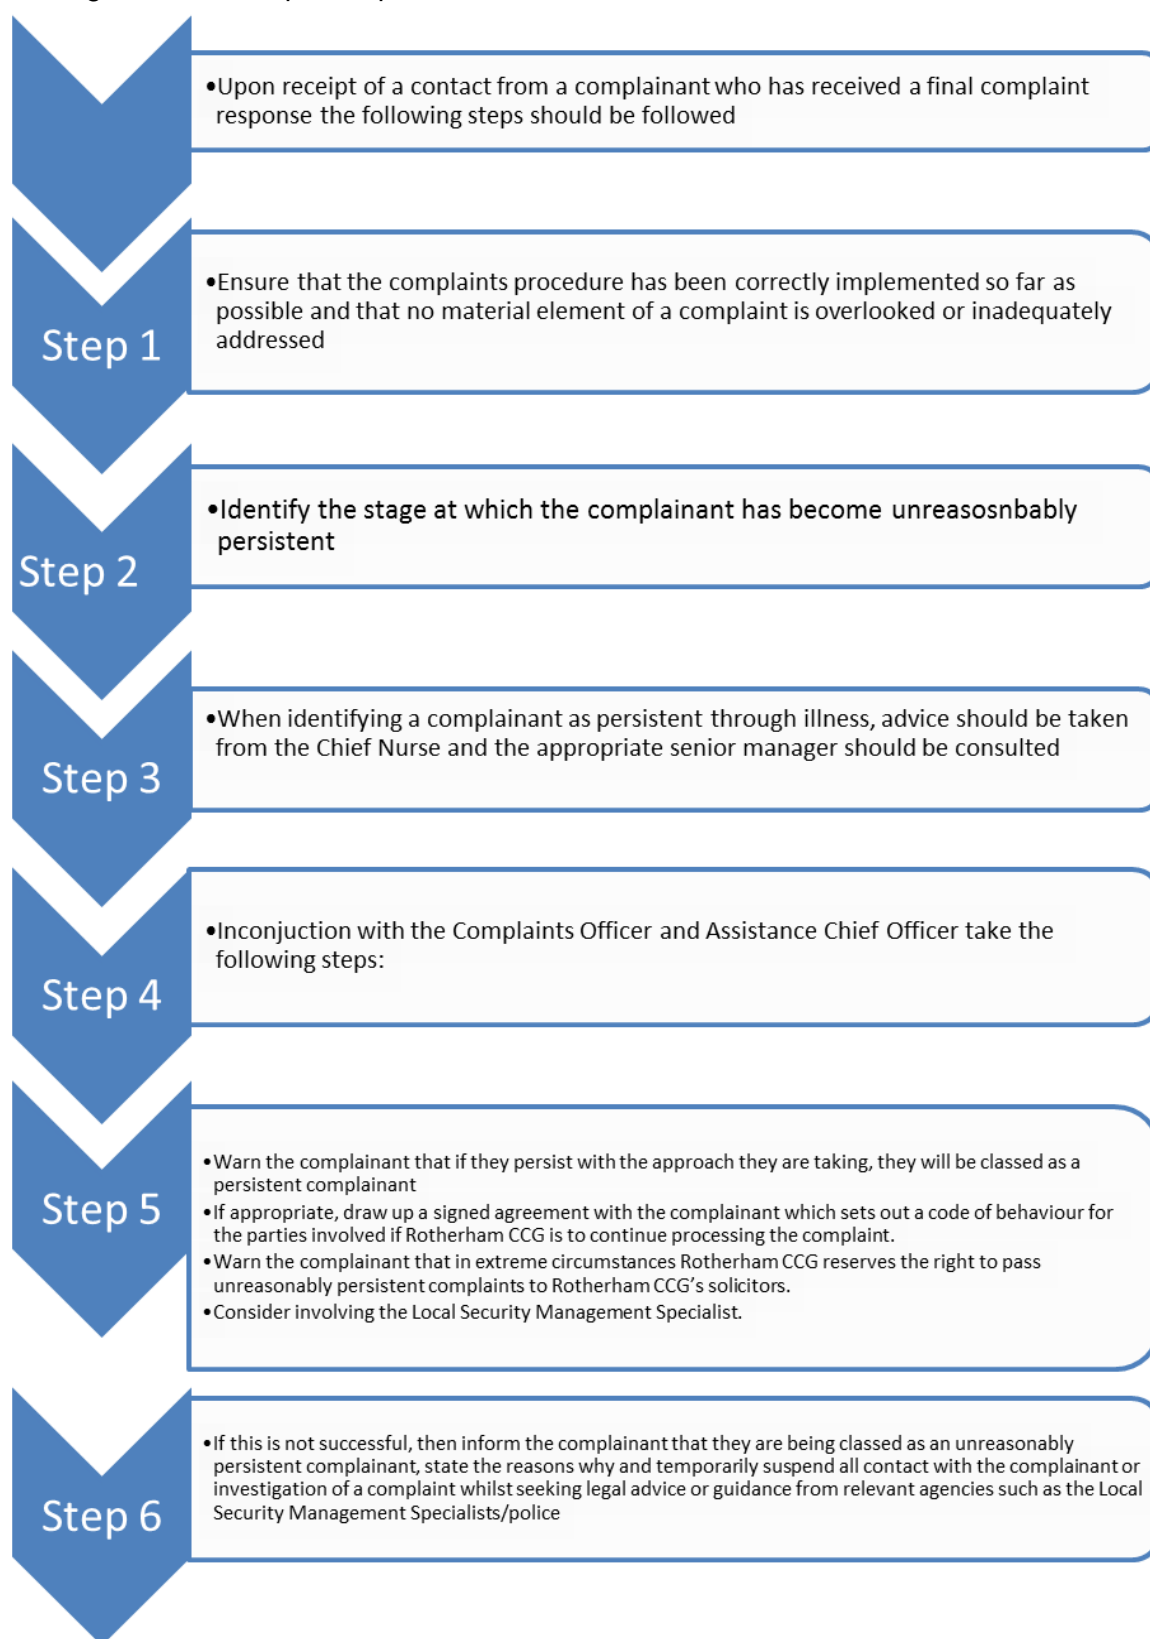 •Upon receipt of a contact from a complainant who has received a final complaint
response the following steps should be followed
Step 1
•Ensure that the complaints procedure has been correctly implemented so far as
possible and that no material element of a complaint is overlooked or inadequately
addressed
Step 2
•Identify the stage at which the complainant has become unreasosnbably
persistent
Step 3
•When identifying a complainant as persistent through illness, advice should be taken
from the Chief Nurse and the appropriate senior manager should be consulted
Step 4
•Inconjuction with the Complaints Officer and Assistance Chief Officer take the
following steps:
Step 5
•Warn the complainant that if they persist with the approach they are taking, they will be classed as a
persistent complainant
•If appropriate, draw up a signed agreement with the complainant which sets out a code of behaviour for
the parties involved if Rotherham CCG is to continue processing the complaint.
•Warn the complainant that in extreme circumstances Rotherham CCG reserves the right to pass
unreasonably persistent complaints to Rotherham CCG's solicitors.
•Consider involving the Local Security Management Specialist.
Step 6
•If this is not successful, then inform the complainant that they are being classed as an unreasonably
persistent complainant, state the reasons why and temporarily suspend all contact with the complainant or
investigation of a complaint whilst seeking legal advice or guidance from relevant agencies such as the Local
Security Management Specialists/police